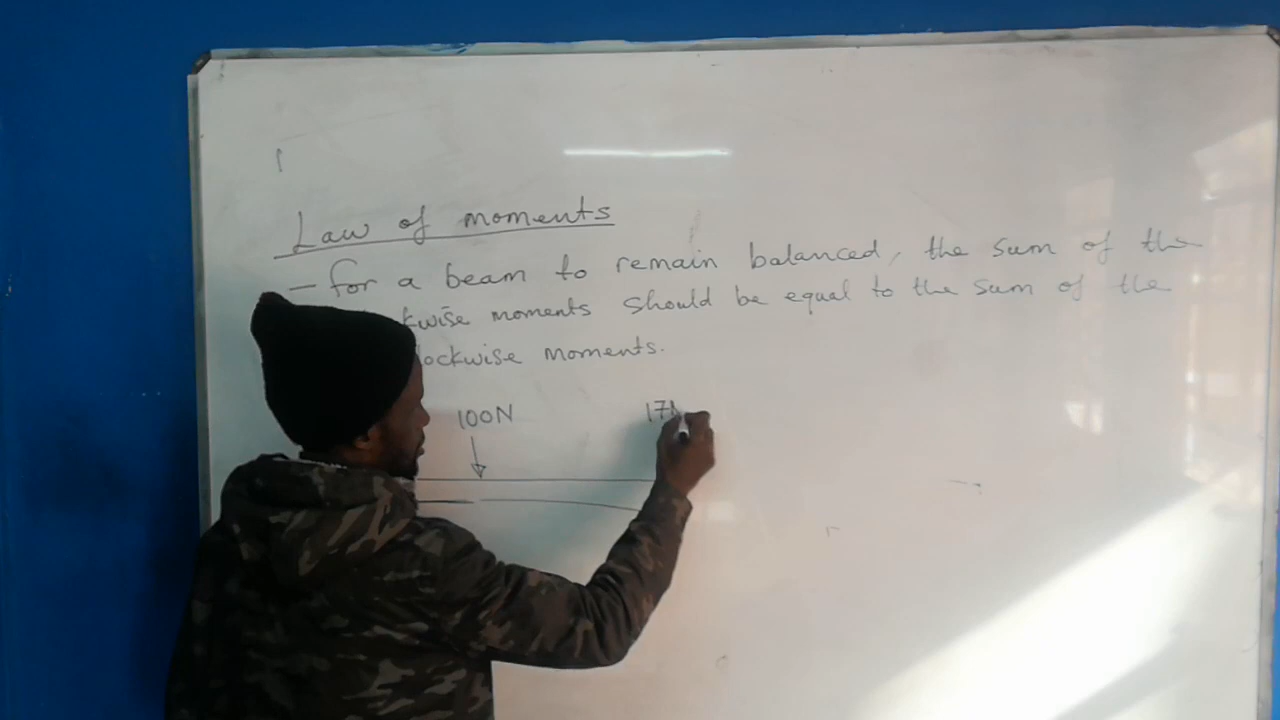 Law of moments
- for a beam to remain balanced, the sum of the
kwise moments should be equal to the sum of the
lockwise moments.
100N 17N